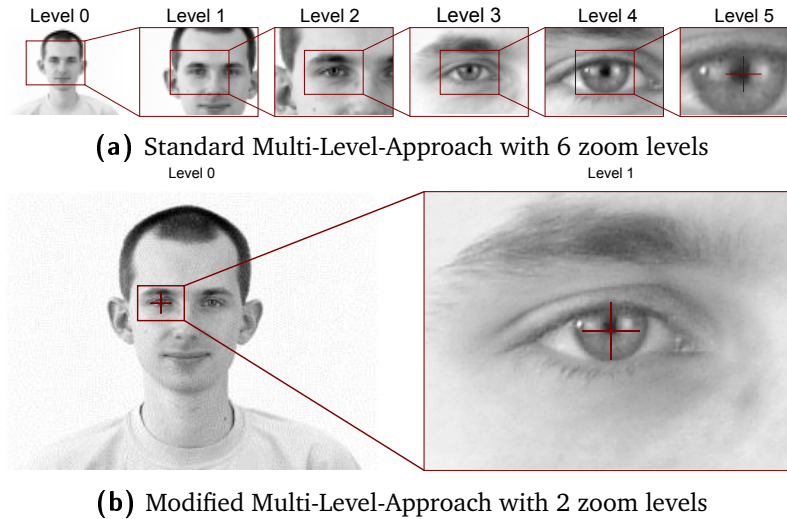 Level 0 Level 1 Level 2 Level 3 Level 4 Level 5
(a) Standard Multi-Level-Approach with 6 zoom levels
Level 0 Level 1
(b) Modified Multi-Level-Approach with 2 zoom levels